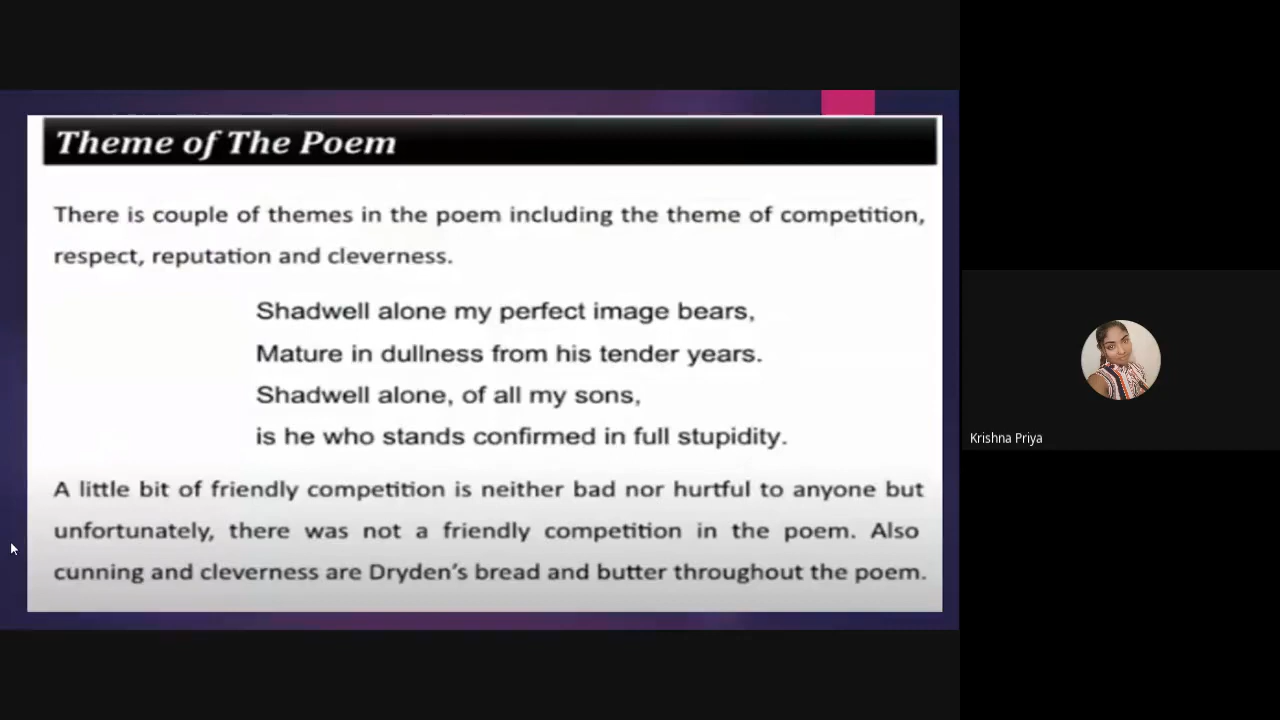 Theme of The Poem
There is couple of themes in the poem including the theme of competition,
respect, reputation and cleverness.
Shadwell alone my perfect image bears,
Mature in dullness from his tender years.
Shadwell alone, of all my sons,
is he who stands confirmed in full stupidity.
A little bit of friendly competition is neither bad nor hurtful to anyone but
unfortunately, there was not a friendly competition in the poem. Also
cunning and cleverness are Dryden's bread and butter throughout the poem.
Krishna Priya